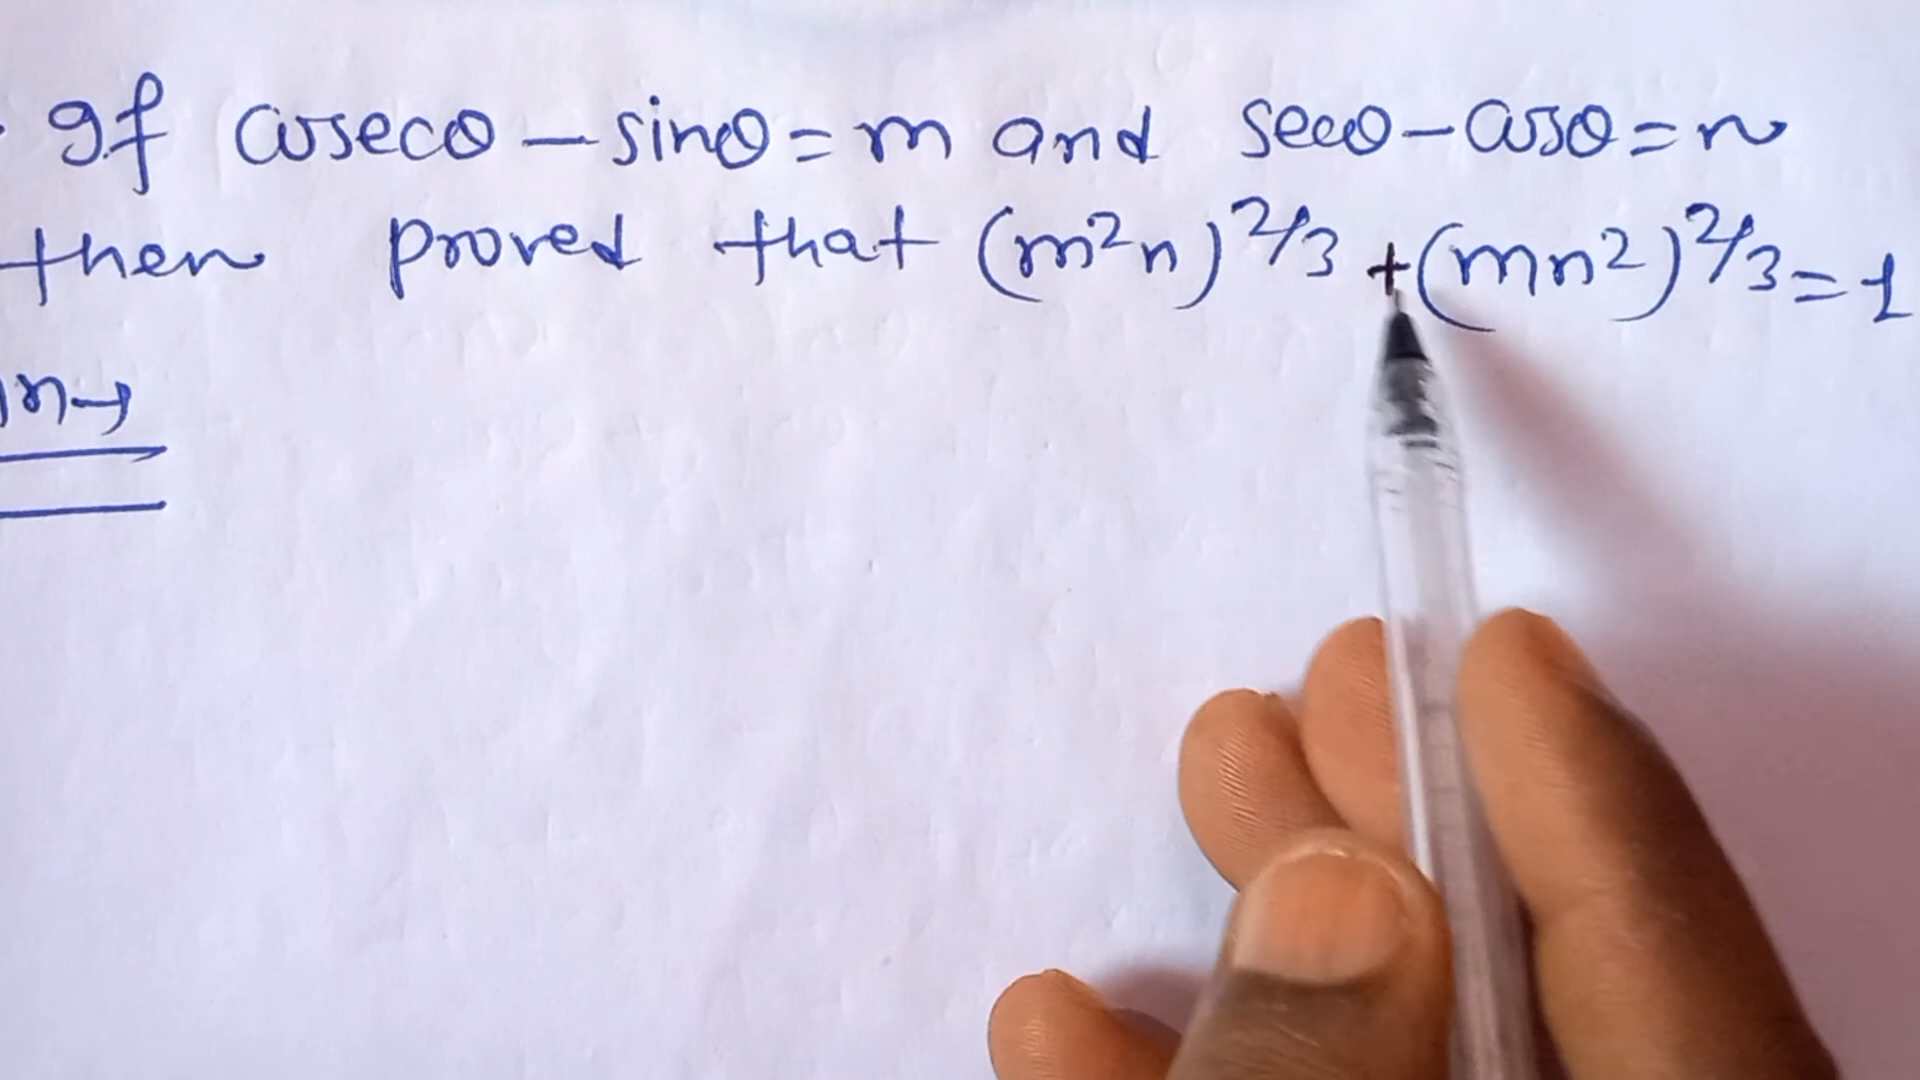 If cosecθ - sinθ = m and secθ - cosθ = n
then proved that (m²n)^2/3 + (mn²)^2/3 = 1